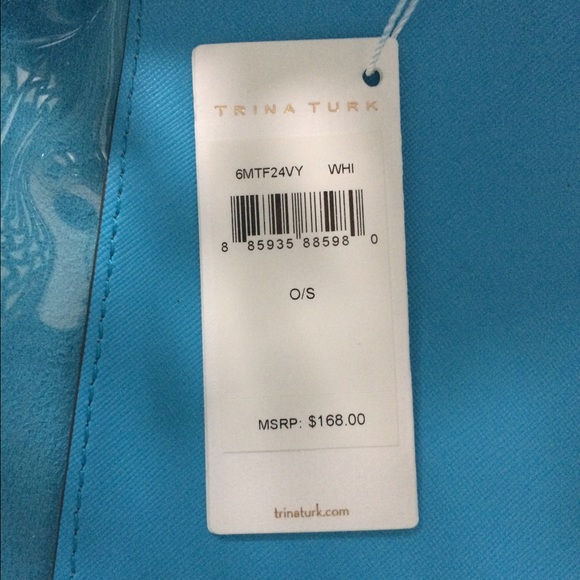 TRINA TURK
6MTF24VY WHI
8 85935 88598 0
O/S
MSRP: $168.00
trinaturk.com